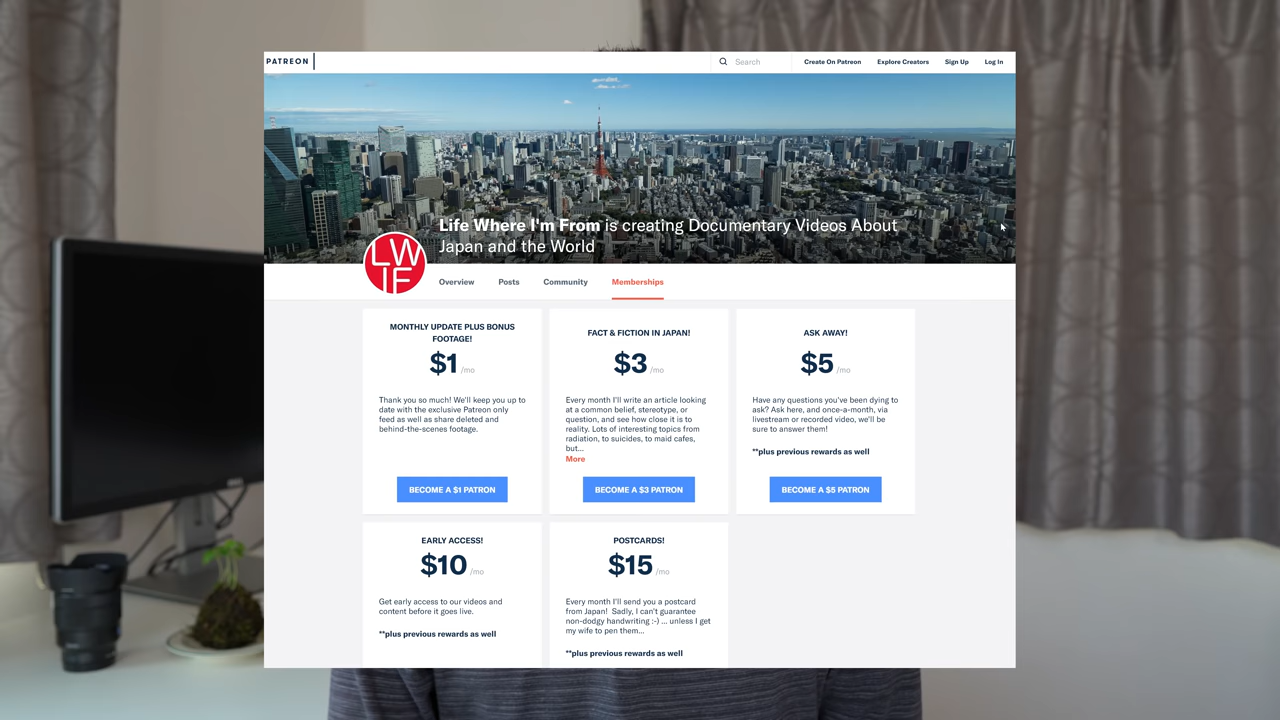 PATREON
Search
Create On Patreon
Explore Creators
Sign Up
Log In
Life Where I'm From is creating Documentary Videos About
Japan and the World
LW
IF
Overview
Posts
Community
Memberships
MONTHLY UPDATE PLUS BONUS
FOOTAGE!
$1 /mo
Thank you so much! We'll keep you up to
date with the exclusive Patreon only
feed as well as share deleted and
behind-the-scenes footage.
BECOME A $1 PATRON
FACT & FICTION IN JAPAN!
$3 /mo
Every month I'll write an article looking
at a common belief, stereotype, or
question, and see how close it is to
reality. Lots of interesting topics from
radiation, to suicides, to maid cafes,
but...
More
BECOME A $3 PATRON
ASK AWAY!
$5 /mo
Have any questions you've been dying to
ask? Ask here, and once-a-month, via
livestream or recorded video, we'll be
sure to answer them!
**plus previous rewards as well
BECOME A $5 PATRON
EARLY ACCESS!
$10 /mo
Get early access to our videos and
content before it goes live.
**plus previous rewards as well
POSTCARDS!
$15 /mo
Every month I'll send you a postcard
from Japan!  Sadly, I can't guarantee
non-dodgy handwriting :-) ... unless I get
my wife to pen them...
**plus previous rewards as well